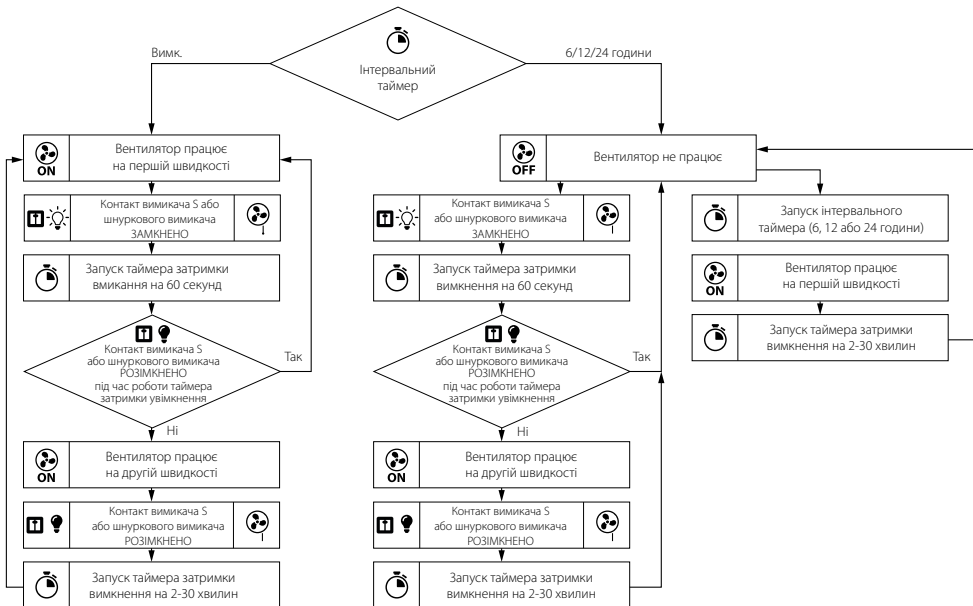 Інтервальний
таймер
Вимк.
6/12/24 години
ON
Вентилятор працює
на першій швидкості
Контакт вимикача S або
шнуркового вимикача
ЗАМКНЕНО
Запуск таймера затримки
вмикання на 60 секунд
Контакт вимикача S
або шнуркового вимикача
РОЗІМКНЕНО
під час роботи таймера
затримки увімкнення
Так
Ні
ON
Вентилятор працює
на другій швидкості
Контакт вимикача S
або шнуркового вимикача
РОЗІМКНЕНО
Запуск таймера затримки
вимкнення на 2-30 хвилин
OFF
Вентилятор не працює
Контакт вимикача S
або шнуркового вимикача
ЗАМКНЕНО
Запуск таймера затримки
вимкнення на 60 секунд
Контакт вимикача S
або шнуркового вимикача
РОЗІМКНЕНО
під час роботи таймера
затримки увімкнення
Так
Ні
ON
Вентилятор працює
на другій швидкості
Контакт вимикача S
або шнуркового вимикача
РОЗІМКНЕНО
Запуск таймера затримки
вимкнення на 2-30 хвилин
Запуск інтервального
таймера (6, 12 або 24 години)
ON
Вентилятор працює
на першій швидкості
Запуск таймера затримки
вимкнення на 2-30 хвилин